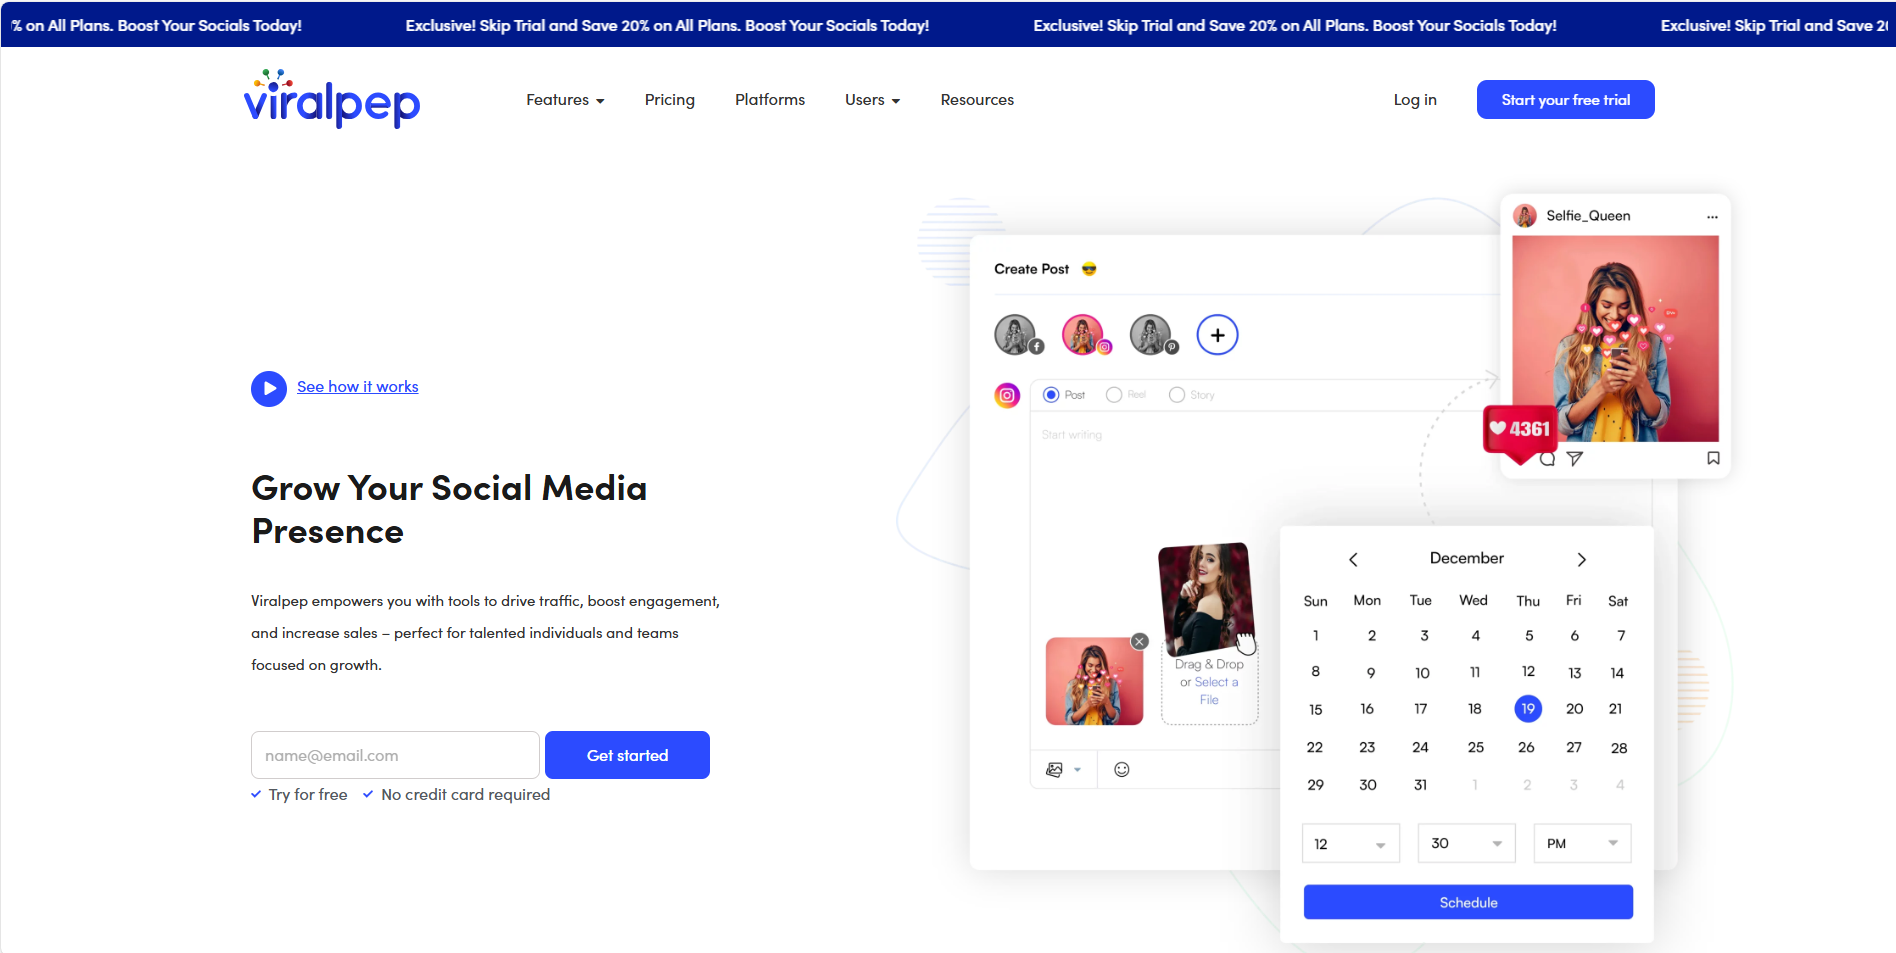 % on All Plans. Boost Your Socials Today! Exclusive! Skip Trial and Save 20% on All Plans. Boost Your Socials Today! Exclusive! Skip Trial and Save 20% on All Plans. Boost Your Socials Today! Exclusive! Skip Trial and Save
viralpep Features Pricing Platforms Users Resources Log in Start your free trial
See how it works
Grow Your Social Media
Presence
Viralpep empowers you with tools to drive traffic, boost engagement,
and increase sales – perfect for talented individuals and teams
focused on growth.
name@email.com Get started
Try for free No credit card required
Create Post
Post Reel Story
Start writing
Drag & Drop
or Select a
File
Selfie_Queen
4361
December
Sun Mon Tue Wed Thu Fri Sat
1 2 3 4 5 6 7
8 9 10 11 12 13 14
15 16 17 18 19 20 21
22 23 24 25 26 27 28
29 30 31 1 2 3 4
12 30 PM
Schedule